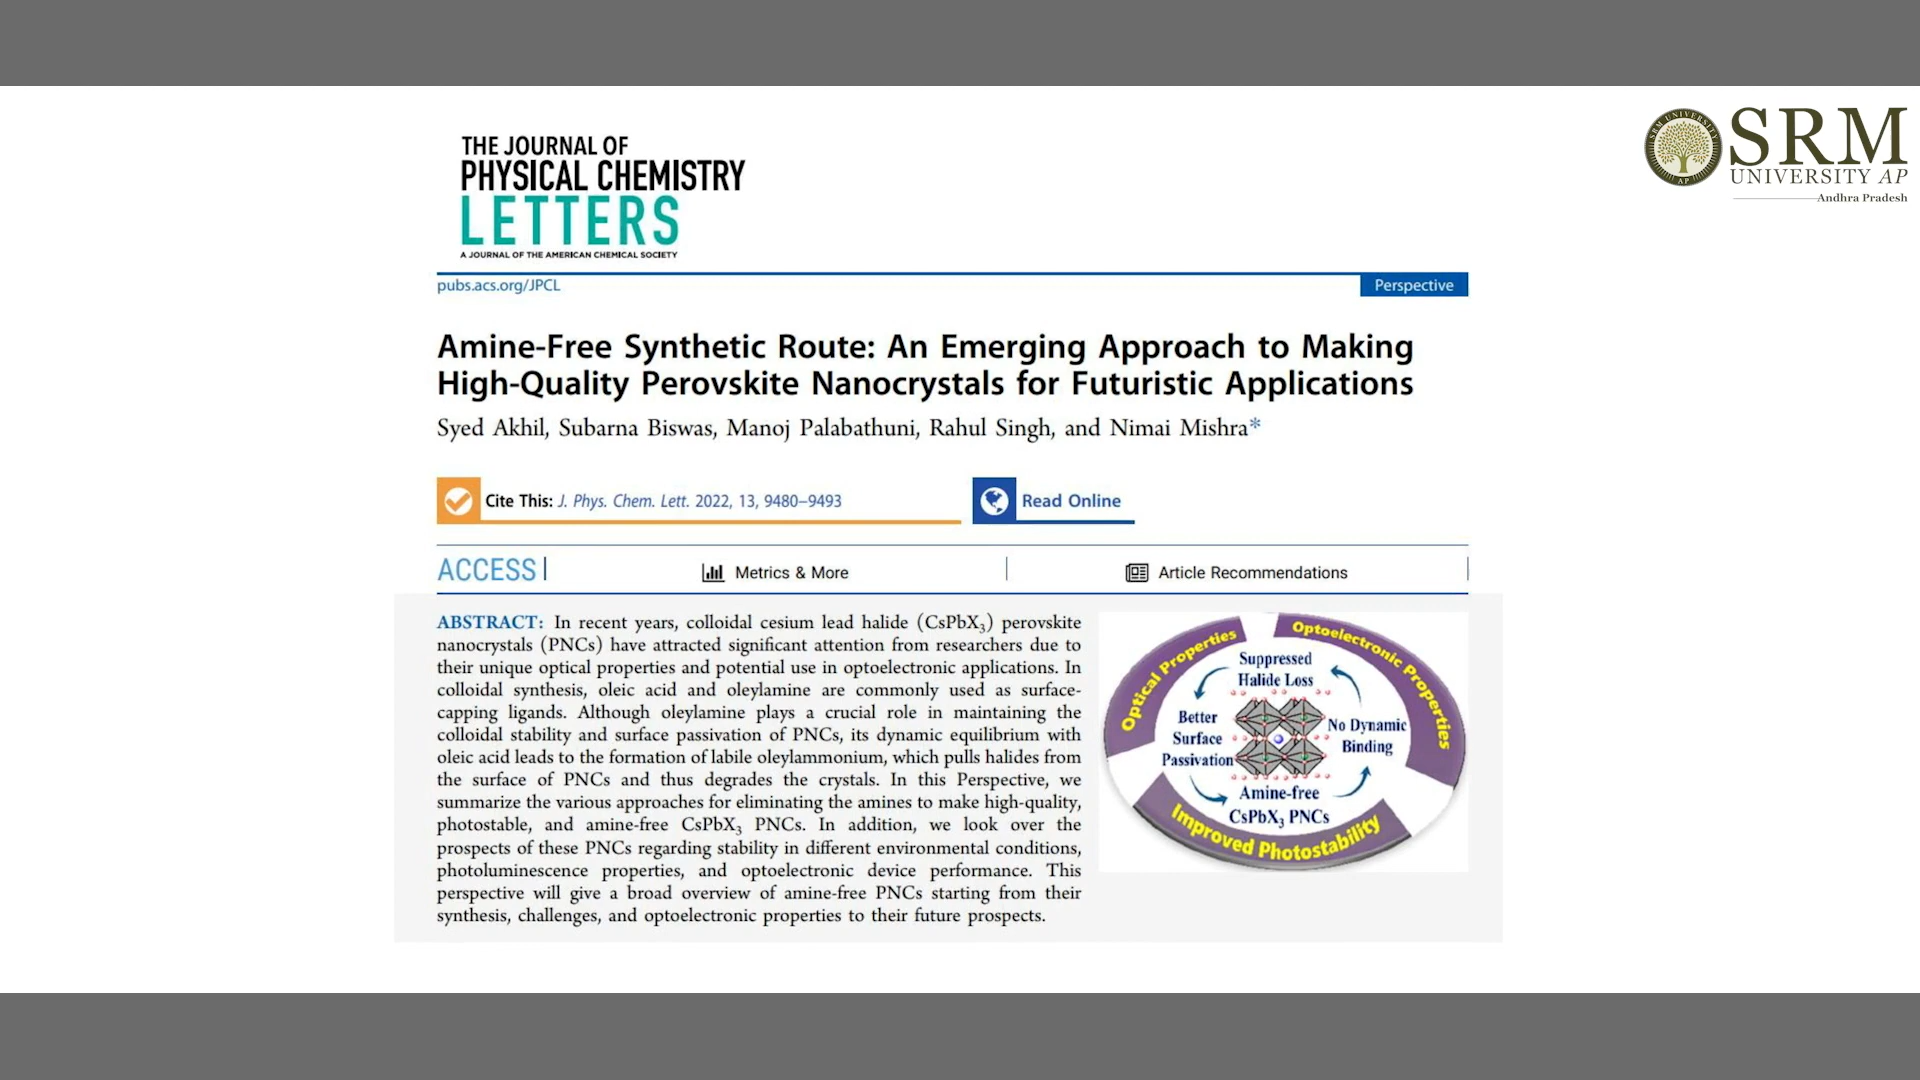 THE JOURNAL OF
PHYSICAL CHEMISTRY
LETTERS
A JOURNAL OF THE AMERICAN CHEMICAL SOCIETY
SRM UNIVERSITY
AP
SRM
UNIVERSITY AP
Andhra Pradesh
pubs.acs.org/JPCL
Perspective
Amine-Free Synthetic Route: An Emerging Approach to Making
High-Quality Perovskite Nanocrystals for Futuristic Applications
Syed Akhil, Subarna Biswas, Manoj Palabathuni, Rahul Singh, and Nimai Mishra*
Cite This: J. Phys. Chem. Lett. 2022, 13, 9480–9493
Read Online
ACCESS
Metrics & More
Article Recommendations
ABSTRACT: In recent years, colloidal cesium lead halide (CsPbX₃) perovskite
nanocrystals (PNCs) have attracted significant attention from researchers due to
their unique optical properties and potential use in optoelectronic applications. In
colloidal synthesis, oleic acid and oleylamine are commonly used as surface-
capping ligands. Although oleylamine plays a crucial role in maintaining the
colloidal stability and surface passivation of PNCs, its dynamic equilibrium with
oleic acid leads to the formation of labile oleylammonium, which pulls halides from
the surface of PNCs and thus degrades the crystals. In this Perspective, we
summarize the various approaches for eliminating the amines to make high-quality,
photostable, and amine-free CsPbX₃ PNCs. In addition, we look over the
prospects of these PNCs regarding stability in different environmental conditions,
photoluminescence properties, and optoelectronic device performance. This
perspective will give a broad overview of amine-free PNCs starting from their
synthesis, challenges, and optoelectronic properties to their future prospects.
Optical Properties
Optoelectronic Properties
Suppressed
Halide Loss
Better
Surface
Passivation
No Dynamic
Binding
Amine-free
CsPbX₃ PNCs
Improved Photostability